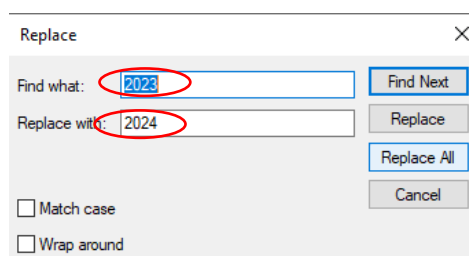 Replace
Find what: 2023 Find Next
Replace with: 2024 Replace
Replace All
Cancel
Match case
Wrap around